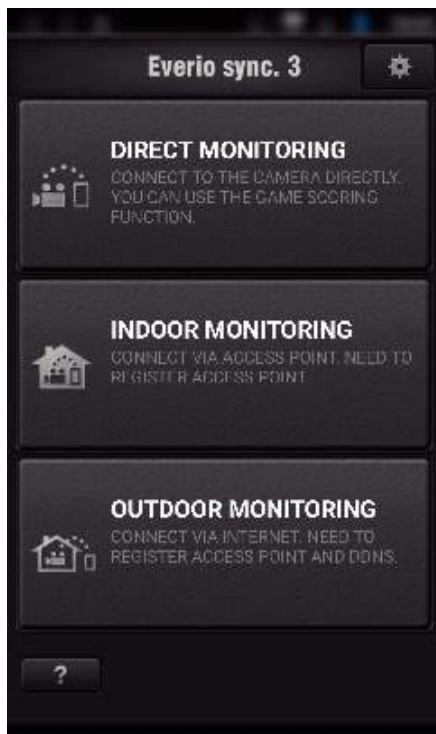 Everio sync. 3
DIRECT MONITORING
CONNECT TO THE CAMERA DIRECTLY.
YOU CAN USE THE GAME SCORING
FUNCTION.
INDOOR MONITORING
CONNECT VIA ACCESS POINT. NEED TO
REGISTER ACCESS POINT.
OUTDOOR MONITORING
CONNECT VIA INTERNET. NEED TO
REGISTER ACCESS POINT AND DDNS.
?